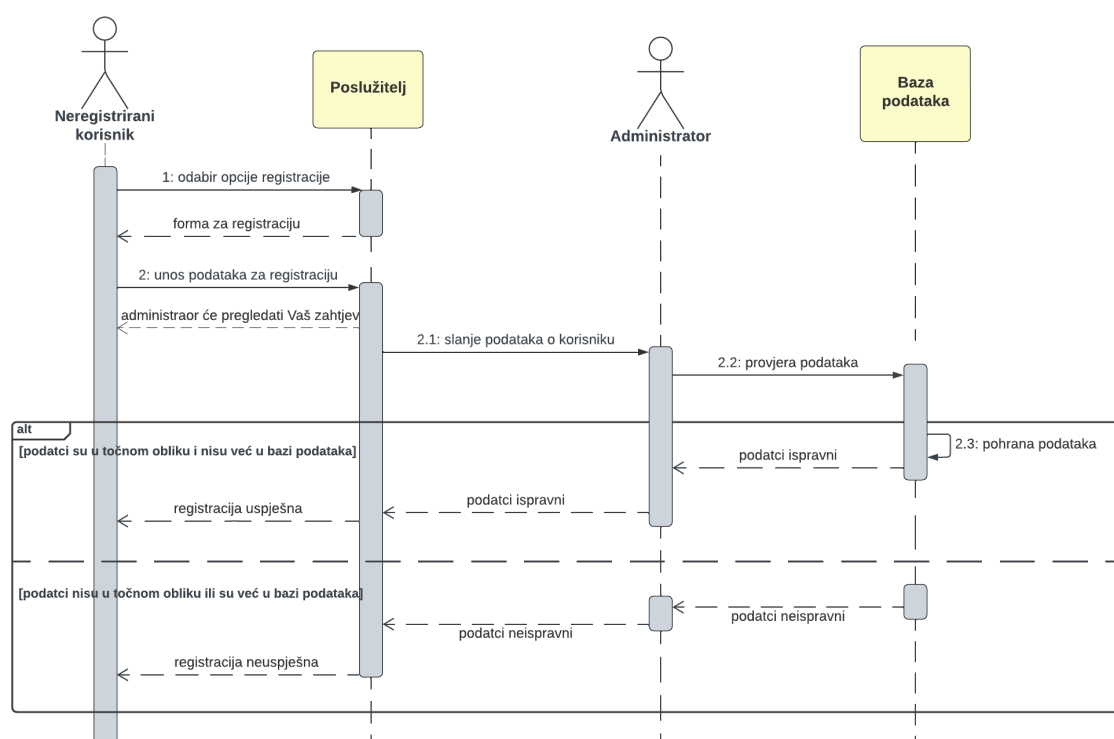 Neregistrirani
korisnik
Poslužitelj
Administrator
Baza
podataka
1: odabir opcije registracije
forma za registraciju
2: unos podataka za registraciju
administraor će pregledati Vaš zahtjev
2.1: slanje podataka o korisniku
2.2: provjera podataka
alt
[podatci su u točnom obliku i nisu već u bazi podataka]
2.3: pohrana podataka
podatci ispravni
podatci ispravni
registracija uspješna
[podatci nisu u točnom obliku ili su već u bazi podataka]
podatci neispravni
podatci neispravni
registracija neuspješna